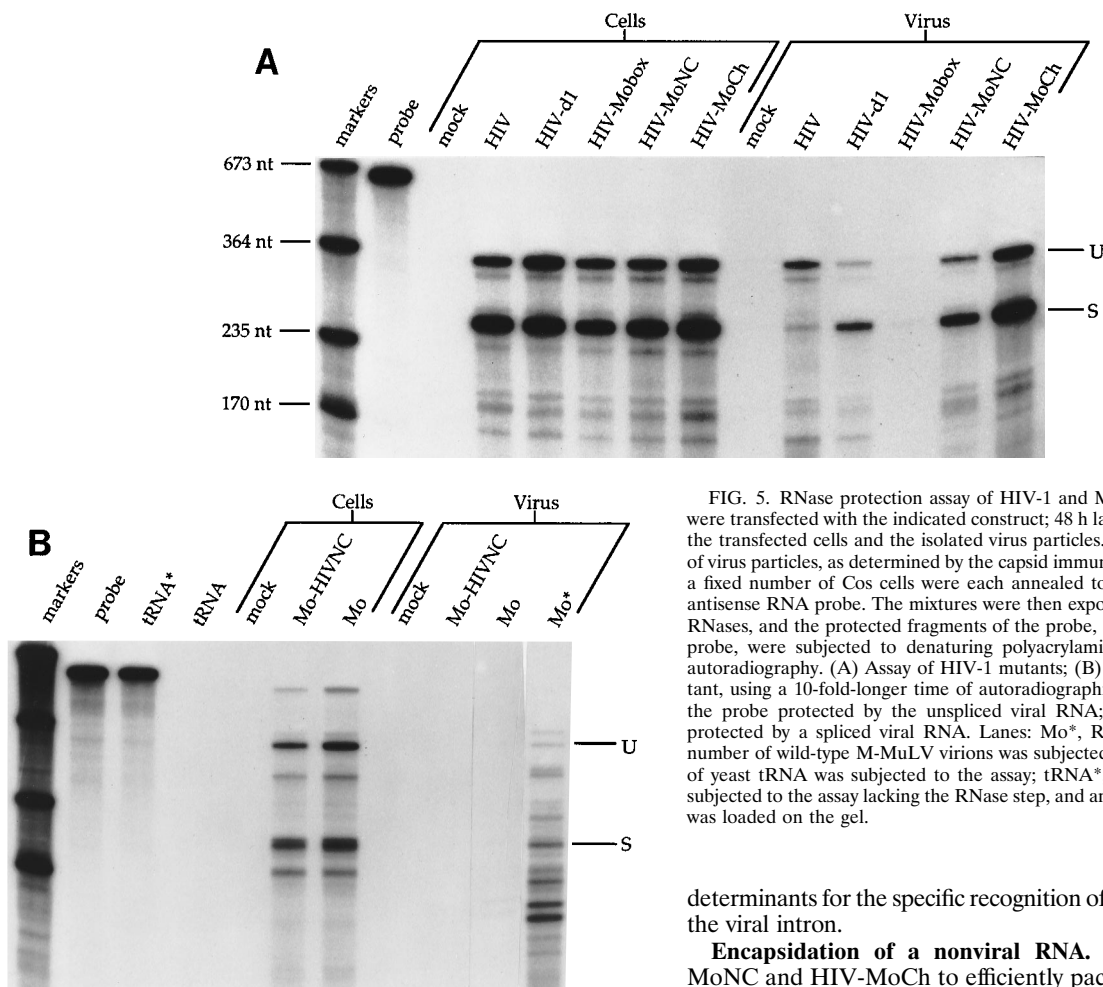 Cells
Virus
A
markers
probe
mock
HIV
HIV-d1
HIV-Mobox
HIV-MoNC
HIV-MoCh
mock
HIV
HIV-d1
HIV-Mobox
HIV-MoNC
HIV-MoCh
673 nt
364 nt
235 nt
170 nt
U
S
Cells
Virus
B
markers
probe
tRNA*
tRNA
mock
Mo-HIVNC
Mo
mock
Mo-HIVNC
Mo
Mo*
U
S
FIG. 5. RNase protection assay of HIV-1 and M
were transfected with the indicated construct; 48 h la
the transfected cells and the isolated virus particles.
of virus particles, as determined by the capsid immun
a fixed number of Cos cells were each annealed to
antisense RNA probe. The mixtures were then expo
RNases, and the protected fragments of the probe,
probe, were subjected to denaturing polyacrylami
autoradiography. (A) Assay of HIV-1 mutants; (B)
tant, using a 10-fold-longer time of autoradiographi
the probe protected by the unspliced viral RNA;
protected by a spliced viral RNA. Lanes: Mo*, R
number of wild-type M-MuLV virions was subjected
of yeast tRNA was subjected to the assay; tRNA*
subjected to the assay lacking the RNase step, and an
was loaded on the gel.
determinants for the specific recognition of
the viral intron.
Encapsidation of a nonviral RNA.
MoNC and HIV-MoCh to efficiently pac